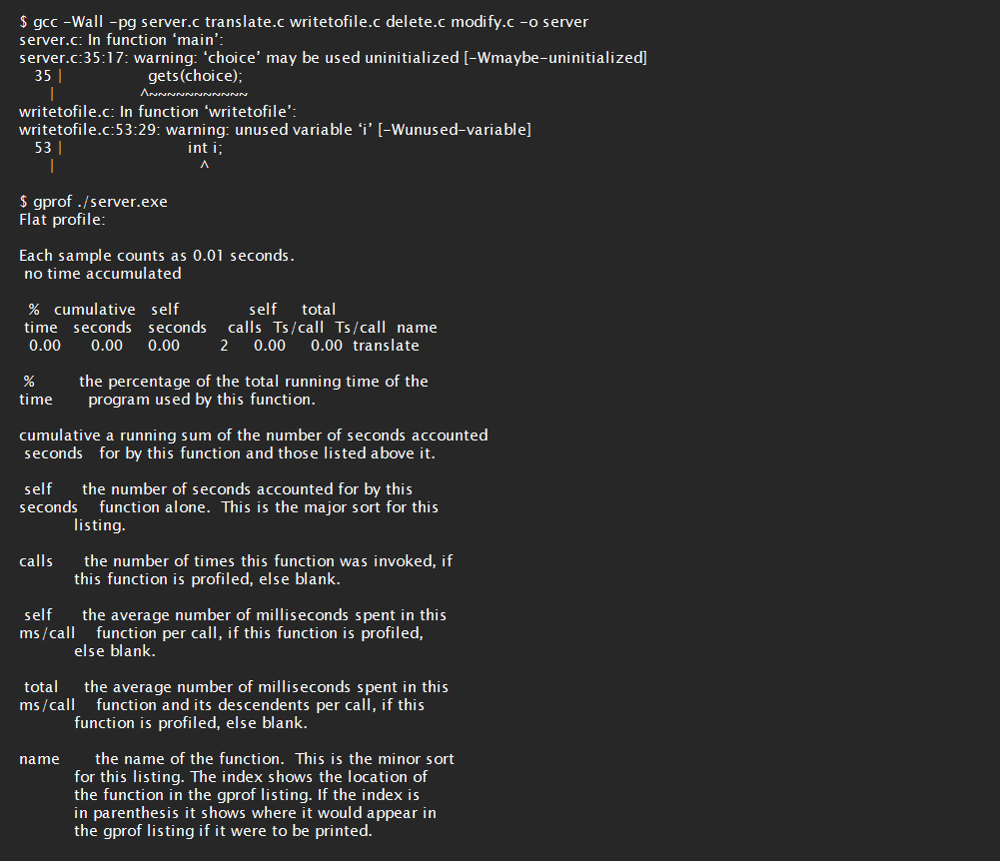 $ gcc -Wall -pg server.c translate.c writetofile.c delete.c modify.c -o server
server.c: In function ‘main’:
server.c:35:17: warning: ‘choice’ may be used uninitialized [-Wmaybe-uninitialized]
35 | gets(choice);
| ^~~~~~~~~~~~
writetofile.c: In function ‘writetofile’:
writetofile.c:53:29: warning: unused variable ‘i’ [-Wunused-variable]
53 | int i;
| ^
$ gprof ./server.exe
Flat profile:
Each sample counts as 0.01 seconds.
no time accumulated
% cumulative self self total
time seconds seconds calls Ts/call Ts/call name
0.00 0.00 0.00 2 0.00 0.00 translate
% the percentage of the total running time of the
time program used by this function.
cumulative a running sum of the number of seconds accounted
seconds for by this function and those listed above it.
self the number of seconds accounted for by this
seconds function alone. This is the major sort for this
listing.
calls the number of times this function was invoked, if
this function is profiled, else blank.
self the average number of milliseconds spent in this
ms/call function per call, if this function is profiled,
else blank.
total the average number of milliseconds spent in this
ms/call function and its descendents per call, if this
function is profiled, else blank.
name the name of the function. This is the minor sort
for this listing. The index shows the location of
the function in the gprof listing. If the index is
in parenthesis it shows where it would appear in
the gprof listing if it were to be printed.